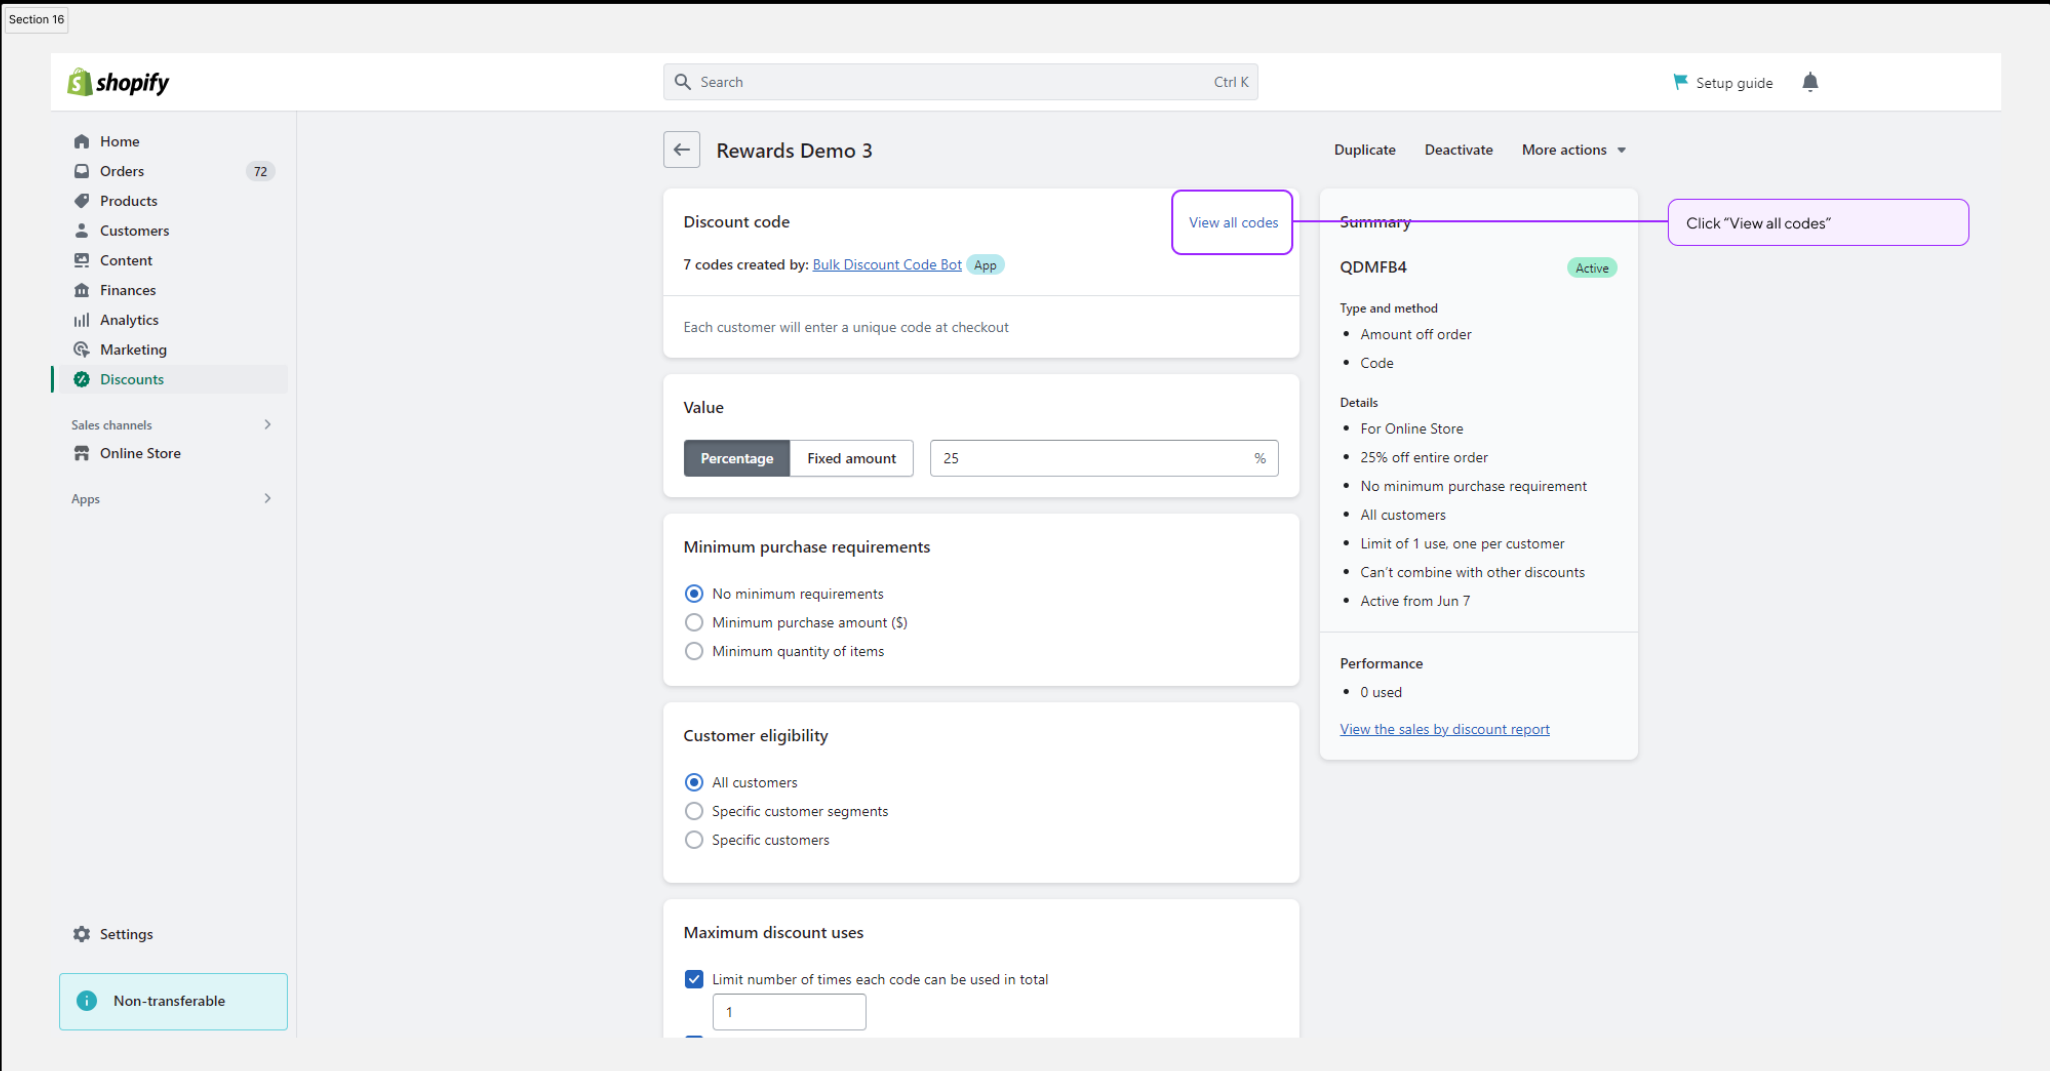 Section 16
shopify
Search
Ctrl K
Setup guide
Home
Orders
72
Products
Customers
Content
Finances
Analytics
Marketing
Discounts
Sales channels
Online Store
Apps
Settings
Non-transferable
Rewards Demo 3
Duplicate
Deactivate
More actions
Discount code
View all codes
7 codes created by: Bulk Discount Code Bot App
Each customer will enter a unique code at checkout
Value
Percentage
Fixed amount
25
%
Minimum purchase requirements
No minimum requirements
Minimum purchase amount ($)
Minimum quantity of items
Customer eligibility
All customers
Specific customer segments
Specific customers
Maximum discount uses
Limit number of times each code can be used in total
1
Summary
QDMFB4
Active
Type and method
Amount off order
Code
Details
For Online Store
25% off entire order
No minimum purchase requirement
All customers
Limit of 1 use, one per customer
Can't combine with other discounts
Active from Jun 7
Performance
0 used
View the sales by discount report
Click "View all codes"